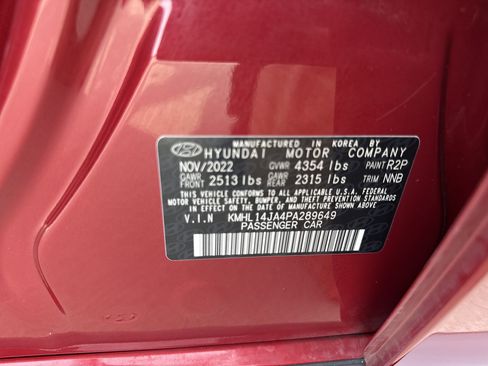 MANUFACTURED IN KOREA BY
HYUNDAI MOTOR COMPANY
NOV/2022 GVWR 4354 lbs PAINT R2P
GAWR FRONT 2513 lbs GAWR REAR 2315 lbs TRIM NNB
THIS VEHICLE CONFORMS TO ALL APPLICABLE U.S.A. FEDERAL
MOTOR VEHICLE SAFETY, BUMPER, AND THEFT PREVENTION STANDARDS
IN EFFECT ON THE DATE OF MANUFACTURE SHOWN ABOVE.
V.I.N KMHL14JA4PA289649
PASSENGER CAR